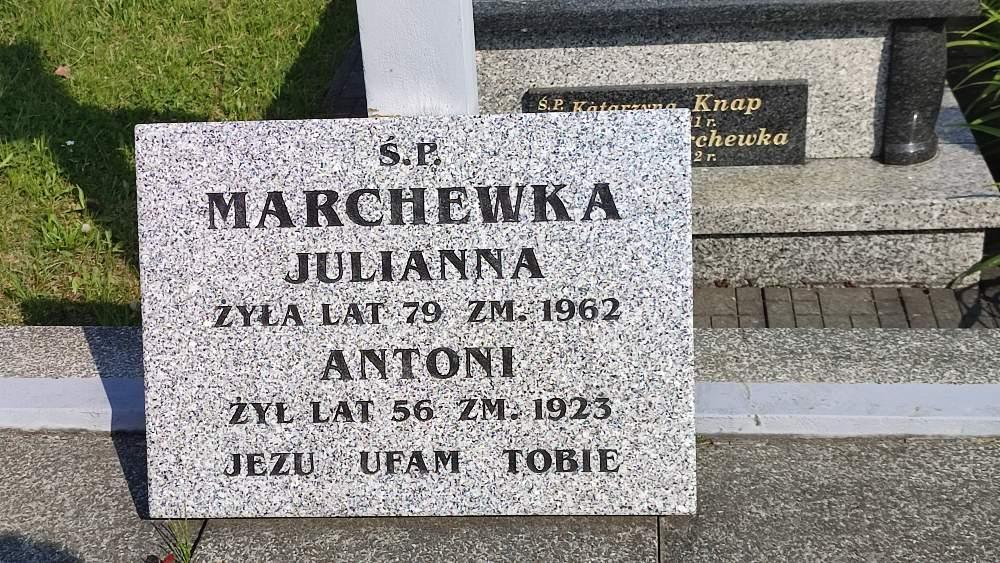 Ś.P.
MARCHEWKA
JULIANNA
ŻYŁA LAT 79 ZM. 1962
ANTONI
ŻYŁ LAT 56 ZM. 1923
JEZU UFAM TOBIE
Ś.P. Katarzyna Knap
r.
r.